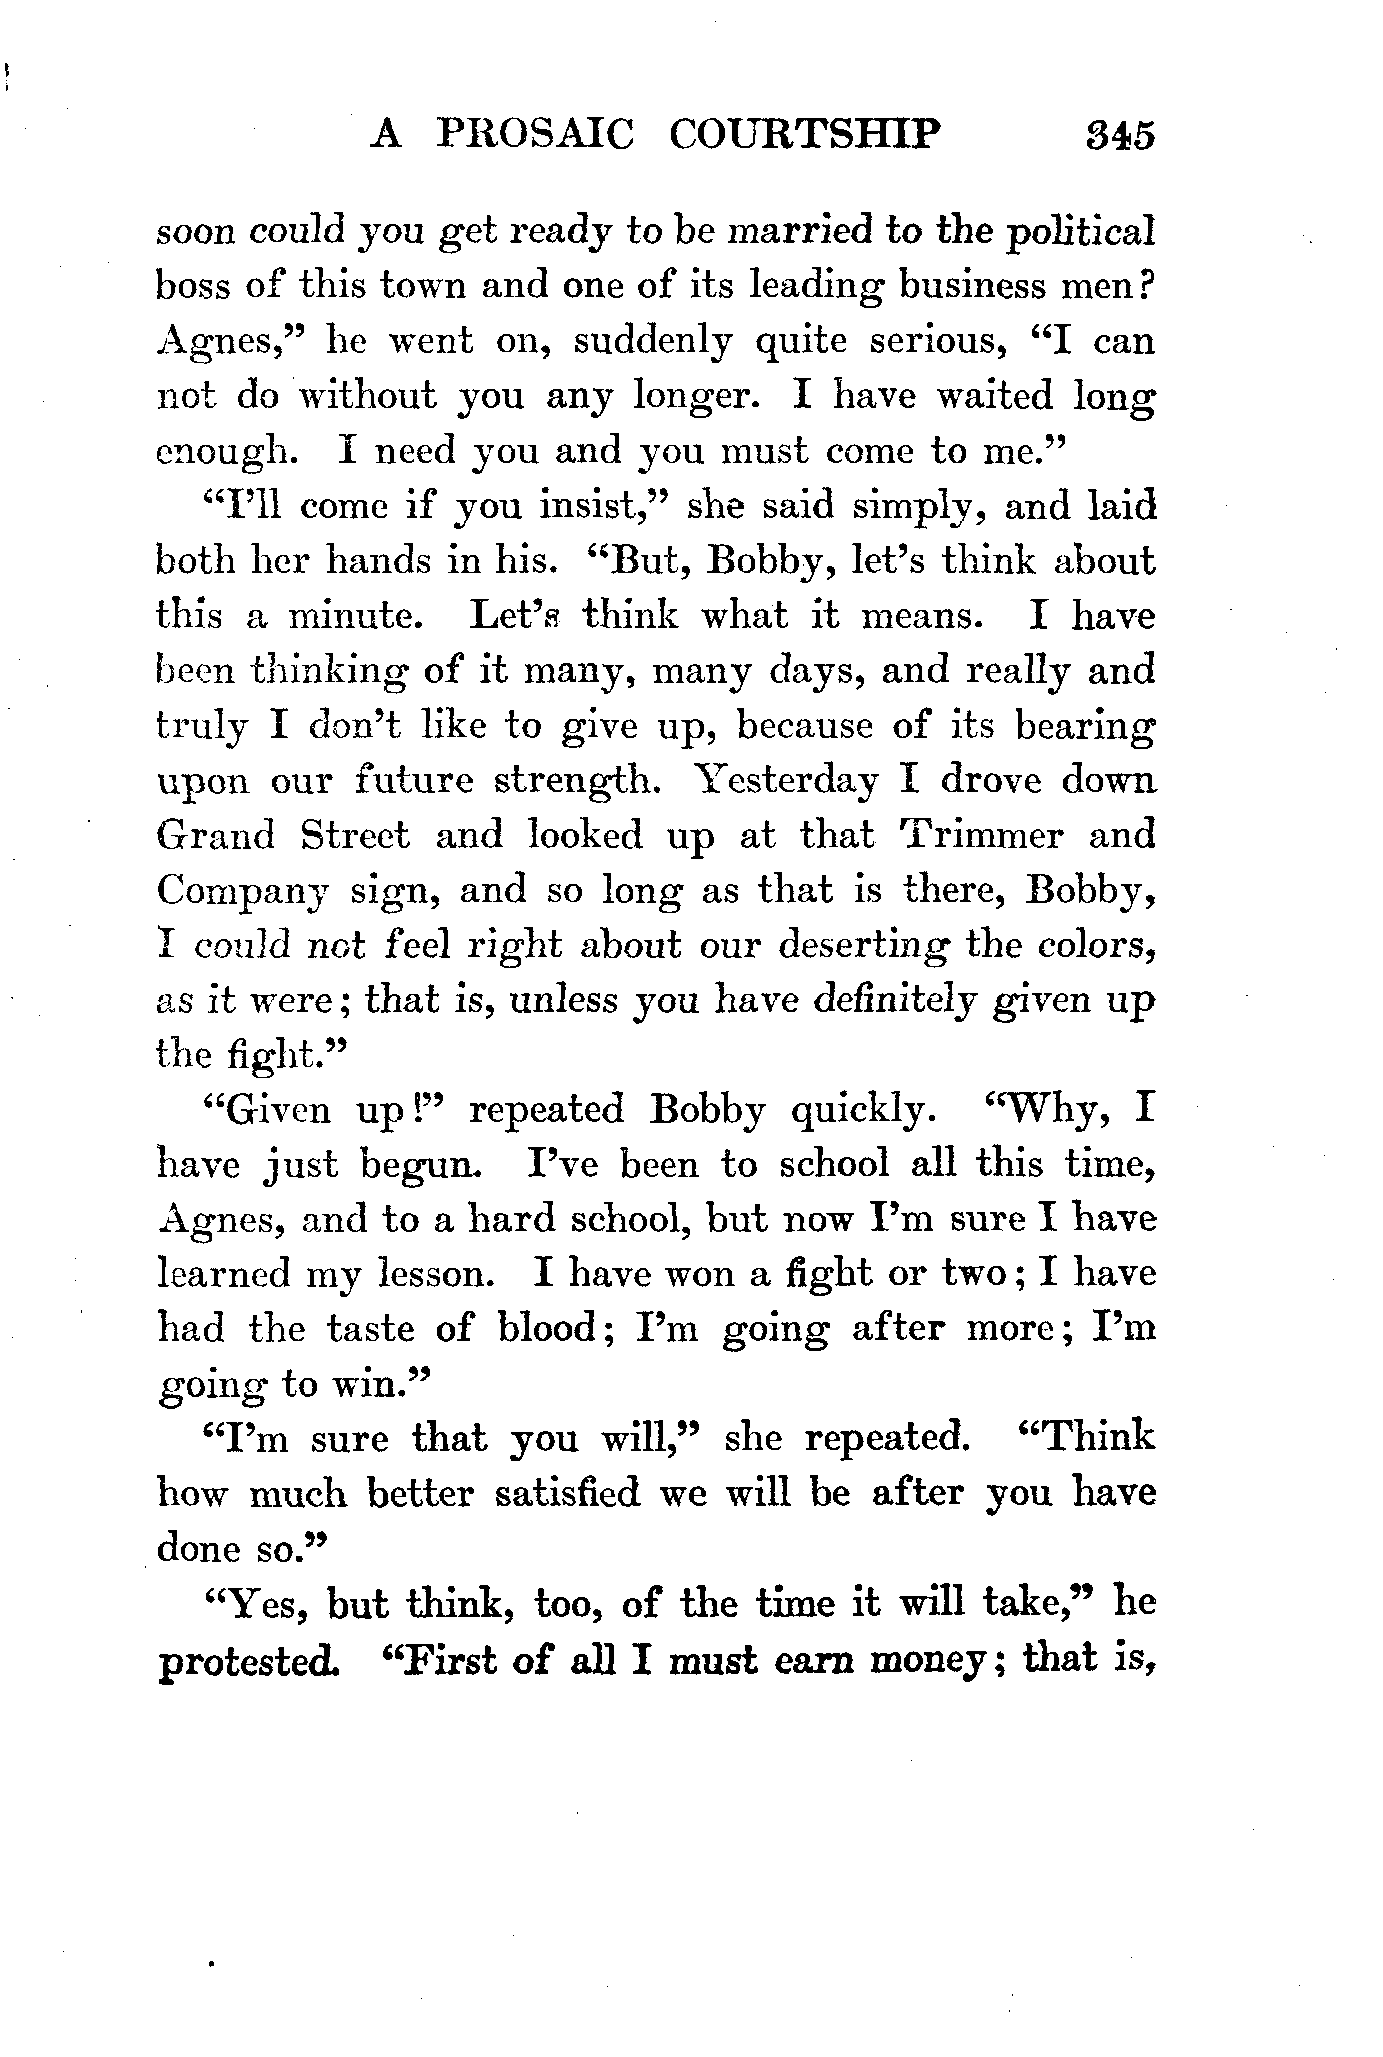 A PROSAIC COURTSHIP 345
soon could you get ready to be married to the political
boss of this town and one of its leading business men?
Agnes,” he went on, suddenly quite serious, “I can
not do without you any longer. I have waited long
enough. I need you and you must come to me.”
“I’ll come if you insist,” she said simply, and laid
both her hands in his. “But, Bobby, let’s think about
this a minute. Let’s think what it means. I have
been thinking of it many, many days, and really and
truly I don’t like to give up, because of its bearing
upon our future strength. Yesterday I drove down
Grand Street and looked up at that Trimmer and
Company sign, and so long as that is there, Bobby,
I could not feel right about our deserting the colors,
as it were; that is, unless you have definitely given up
the fight.”
“Given up!” repeated Bobby quickly. “Why, I
have just begun. I’ve been to school all this time,
Agnes, and to a hard school, but now I’m sure I have
learned my lesson. I have won a fight or two; I have
had the taste of blood; I’m going after more; I’m
going to win.”
“I’m sure that you will,” she repeated. “Think
how much better satisfied we will be after you have
done so.”
“Yes, but think, too, of the time it will take,” he
protested. “First of all I must earn money; that is,